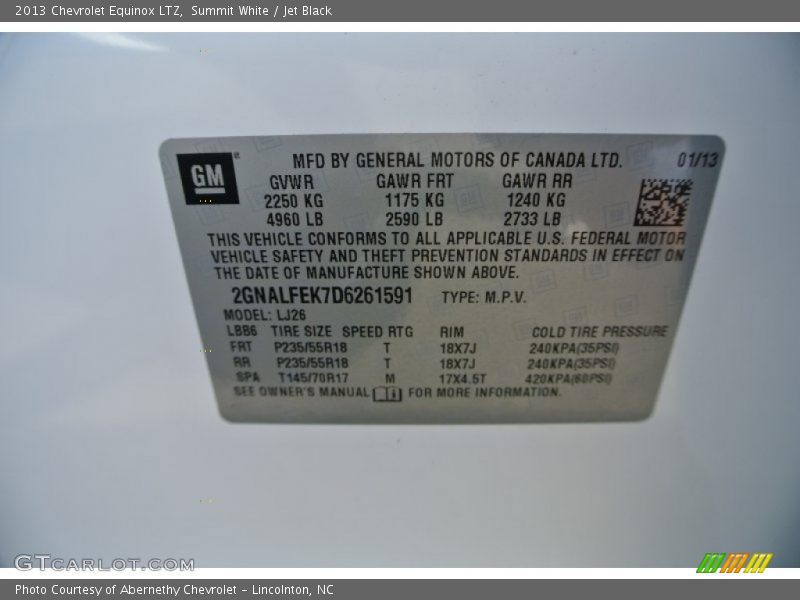 2013 Chevrolet Equinox LTZ, Summit White / Jet Black
GM
MFD BY GENERAL MOTORS OF CANADA LTD. 01/13
GVWR GAWR FRT GAWR RR
2250 KG 1175 KG 1240 KG
4960 LB 2590 LB 2733 LB
THIS VEHICLE CONFORMS TO ALL APPLICABLE U.S. FEDERAL MOTOR
VEHICLE SAFETY AND THEFT PREVENTION STANDARDS IN EFFECT ON
THE DATE OF MANUFACTURE SHOWN ABOVE.
2GNALFEK7D6261591 TYPE: M.P.V.
MODEL: LJ26
LBB6 TIRE SIZE SPEED RTG RIM COLD TIRE PRESSURE
FRT P235/55R18 T 18X7J 240KPA(35PSI)
RR P235/55R18 T 18X7J 240KPA(35PSI)
SPA T145/70R17 M 17X4.5T 420KPA(60PSI)
SEE OWNER'S MANUAL FOR MORE INFORMATION.
GTCARLOT.COM
Photo Courtesy of Abernethy Chevrolet – Lincolnton, NC